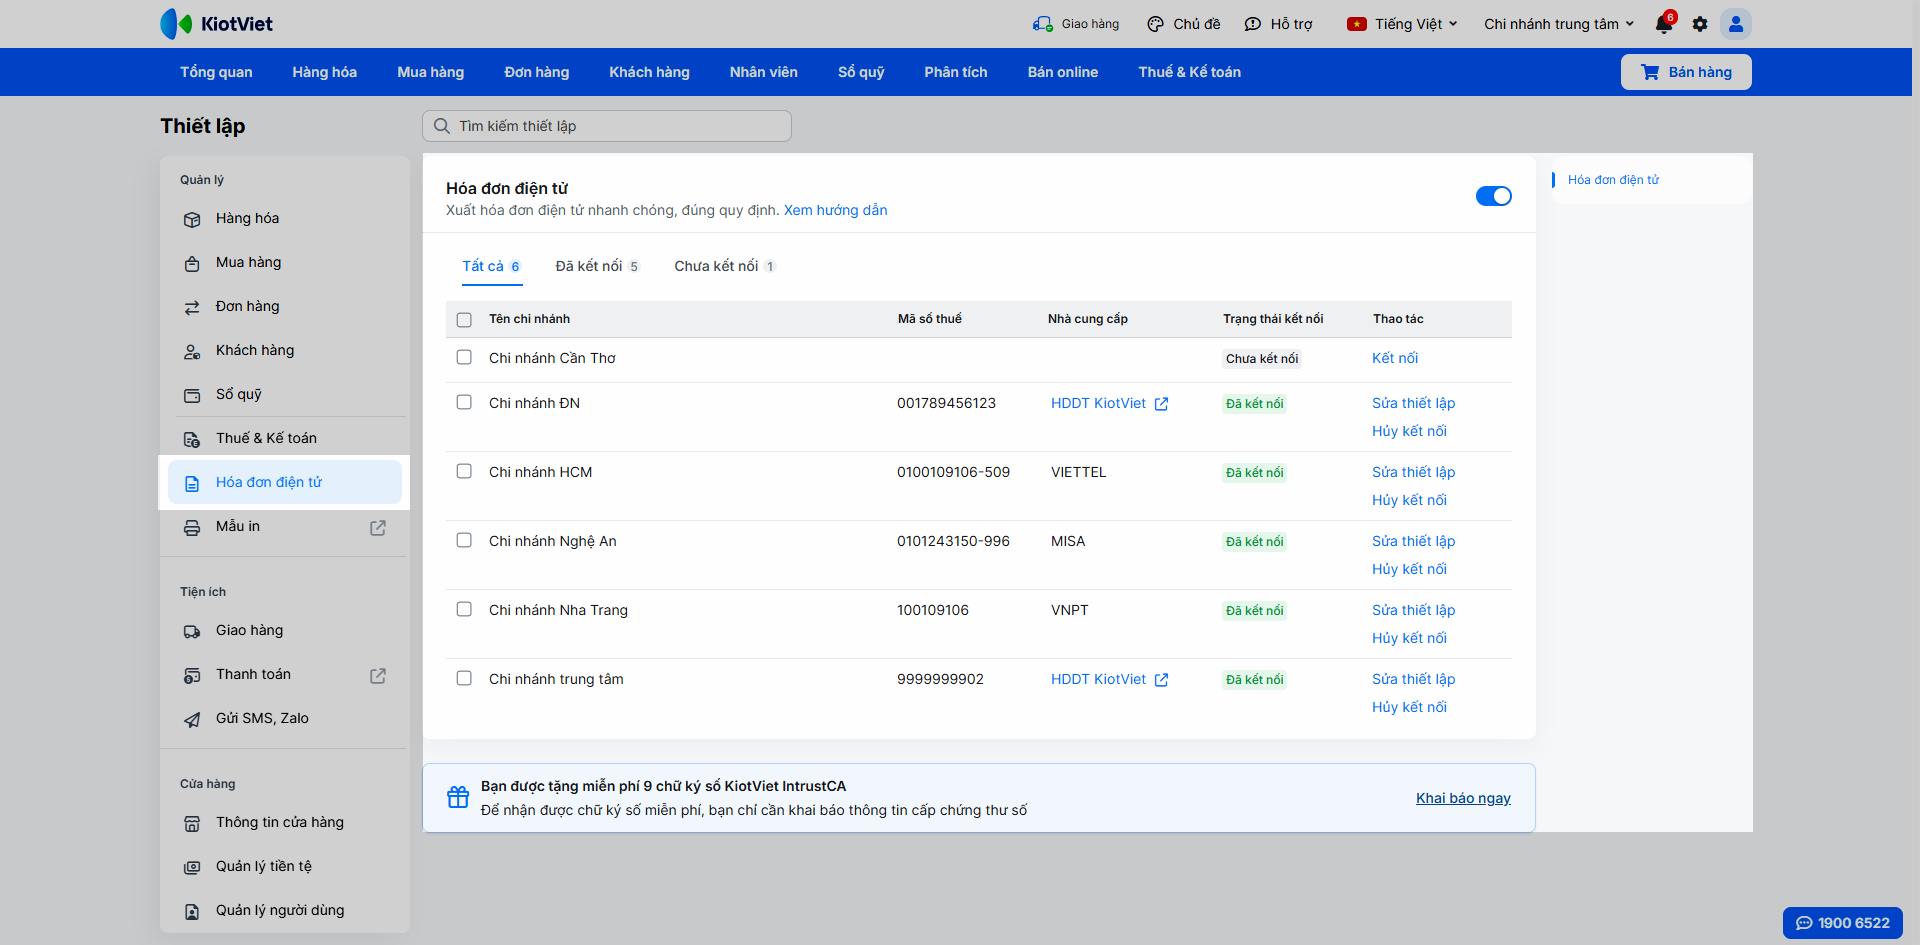 KiotViet
Giao hàng
Chủ đề
Hỗ trợ
Tiếng Việt
Chi nhánh trung tâm
6
Tổng quan
Hàng hóa
Mua hàng
Đơn hàng
Khách hàng
Nhân viên
Sổ quỹ
Phân tích
Bán online
Thuế & Kế toán
Bán hàng
Thiết lập
Tìm kiếm thiết lập
Quản lý
Hàng hóa
Mua hàng
Đơn hàng
Khách hàng
Sổ quỹ
Thuế & Kế toán
Hóa đơn điện tử
Mẫu in
Tiện ích
Giao hàng
Thanh toán
Gửi SMS, Zalo
Cửa hàng
Thông tin cửa hàng
Quản lý tiền tệ
Quản lý người dùng
Hóa đơn điện tử
Xuất hóa đơn điện tử nhanh chóng, đúng quy định. Xem hướng dẫn
Tất cả 6
Đã kết nối 5
Chưa kết nối 1
Tên chi nhánh Mã số thuế Nhà cung cấp Trạng thái kết nối Thao tác
Chi nhánh Cần Thơ Chưa kết nối Kết nối
Chi nhánh ĐN 001789456123 HDDT KiotViet Đã kết nối Sửa thiết lập
Hủy kết nối
Chi nhánh HCM 0100109106-509 VIETTEL Đã kết nối Sửa thiết lập
Hủy kết nối
Chi nhánh Nghệ An 0101243150-996 MISA Đã kết nối Sửa thiết lập
Hủy kết nối
Chi nhánh Nha Trang 100109106 VNPT Đã kết nối Sửa thiết lập
Hủy kết nối
Chi nhánh trung tâm 9999999902 HDDT KiotViet Đã kết nối Sửa thiết lập
Hủy kết nối
Bạn được tặng miễn phí 9 chữ ký số KiotViet IntrustCA
Để nhận được chữ ký số miễn phí, bạn chỉ cần khai báo thông tin cấp chứng thư số
Khai báo ngay
Hóa đơn điện tử
1900 6522